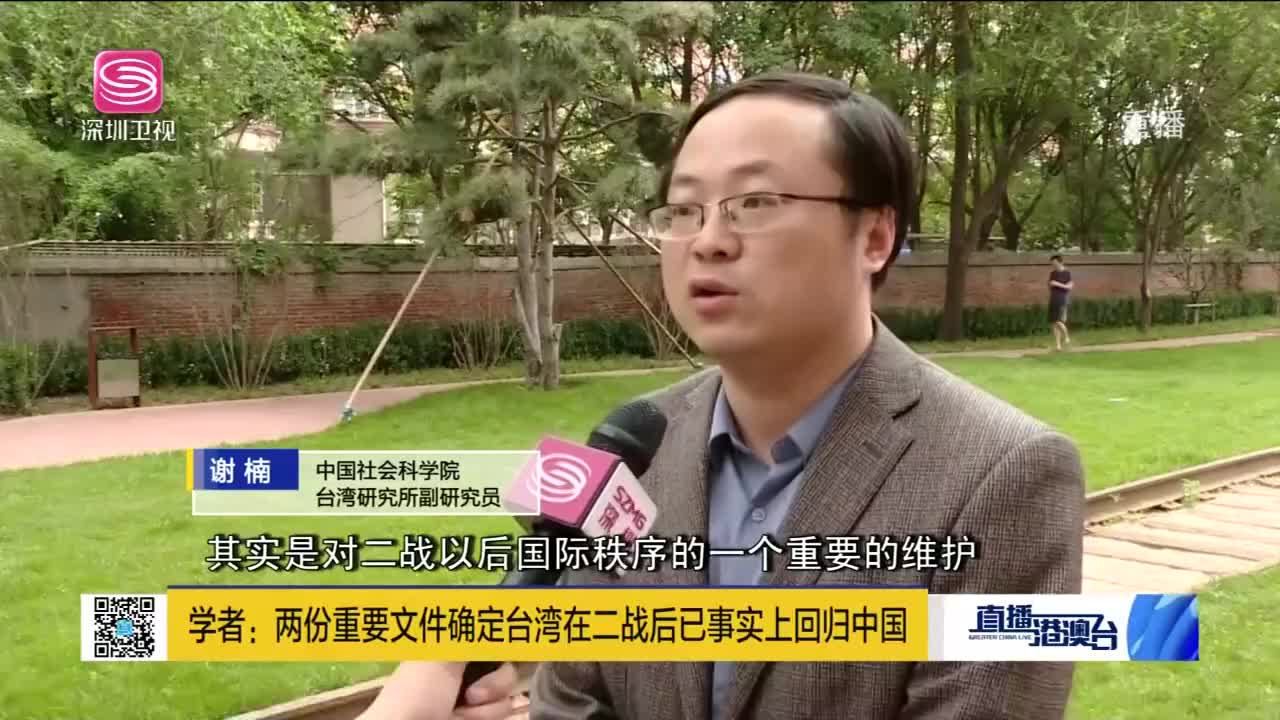 深圳卫视
直播
谢楠
中国社会科学院
台湾研究所副研究员
SZMG
深
其实是对二战以后国际秩序的一个重要的维护
学者：两份重要文件确定台湾在二战后已事实上回归中国
直播港澳台
GREATER CHINA LIVE